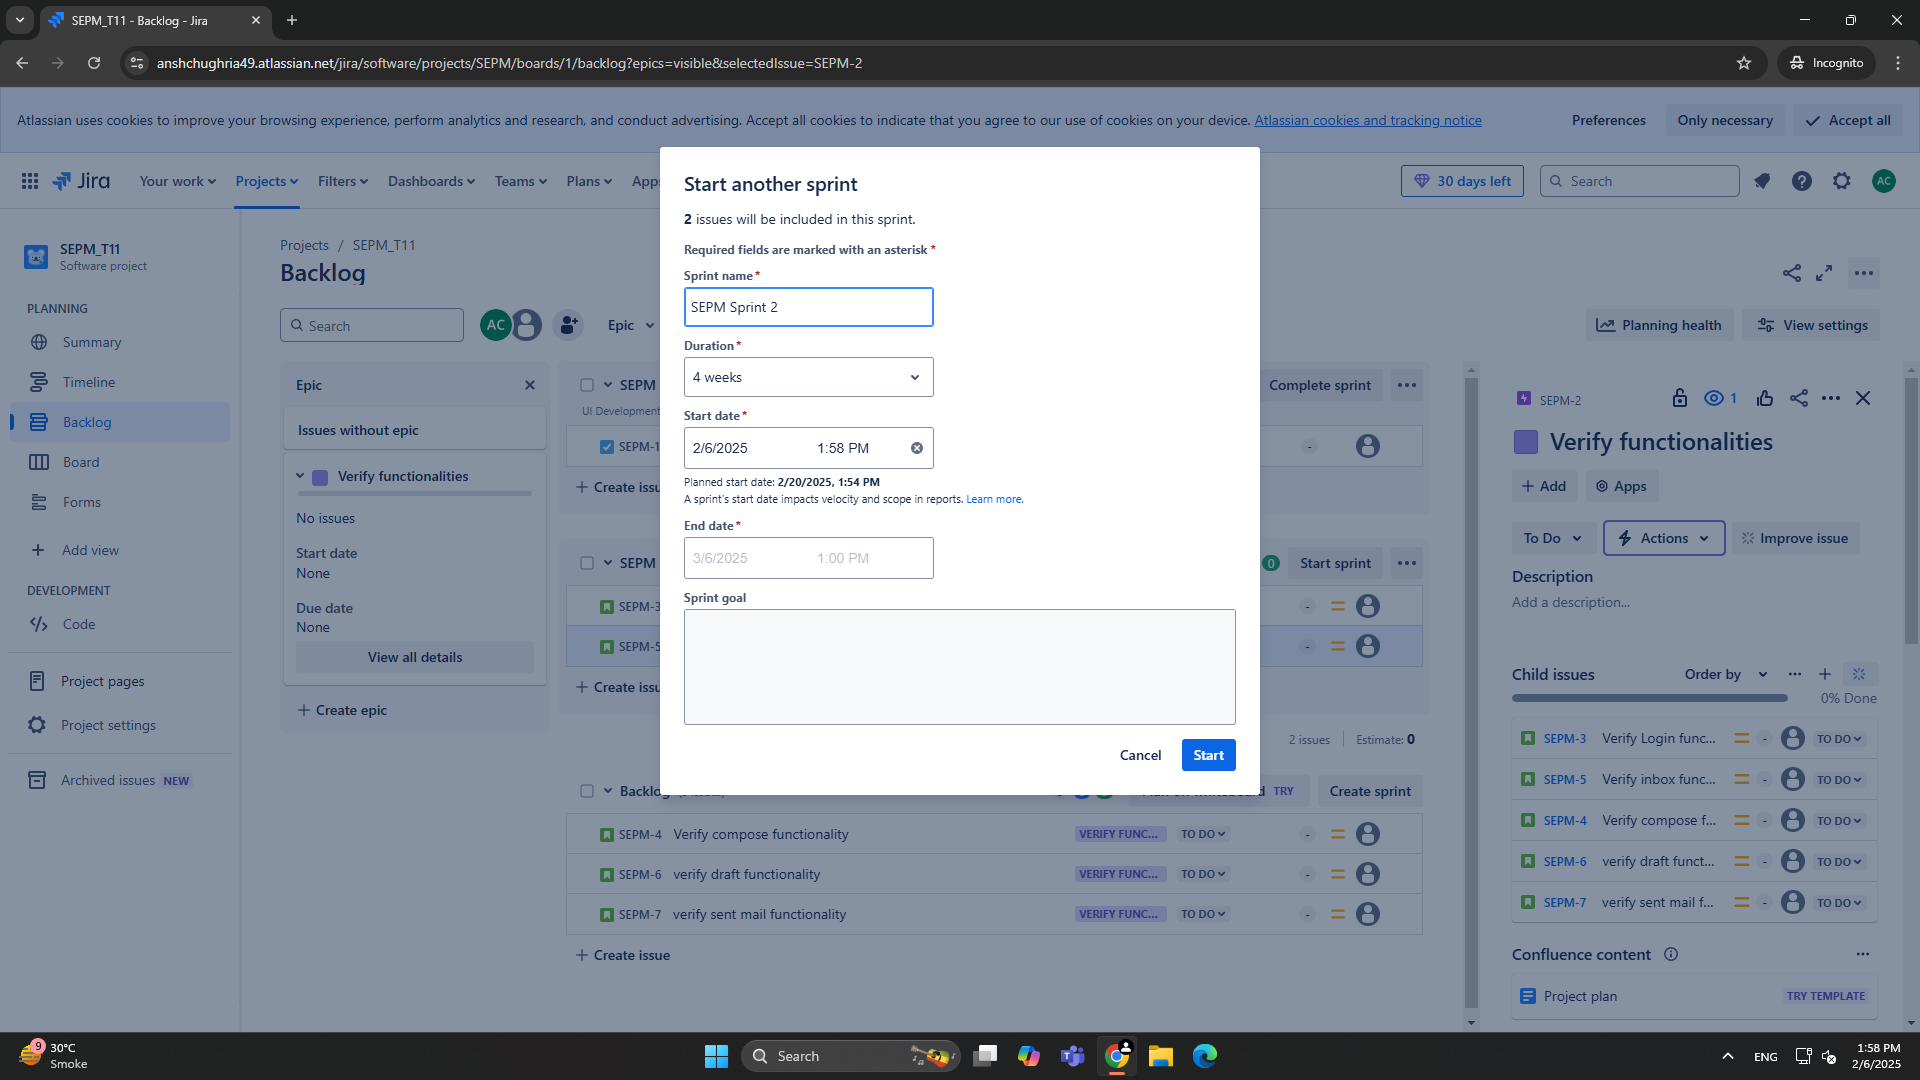 SEPM_T11 - Backlog - Jira
anshchughria49.atlassian.net/jira/software/projects/SEPM/boards/1/backlog?epics=visible&selectedIssue=SEPM-2
Incognito
Atlassian uses cookies to improve your browsing experience, perform analytics and research, and conduct advertising. Accept all cookies to indicate that you agree to our use of cookies on your device. Atlassian cookies and tracking notice
Preferences
Only necessary
Accept all
Jira
Your work
Projects
Filters
Dashboards
Teams
Plans
Apps
30 days left
Search
AC
SEPM_T11
Software project
PLANNING
Summary
Timeline
Backlog
Board
Forms
Add view
DEVELOPMENT
Code
Project pages
Project settings
Archived issues NEW
Projects / SEPM_T11
Backlog
Search
AC
Epic
Planning health
View settings
Epic
Issues without epic
Verify functionalities
No issues
Start date
None
Due date
None
View all details
Create epic
SEPM
UI Development
Complete sprint
SEPM-1
-
Create issu
SEPM
0
Start sprint
SEPM-3
-
SEPM-5
-
Create issu
2 issues
Estimate: 0
Start another sprint
2 issues will be included in this sprint.
Required fields are marked with an asterisk *
Sprint name *
SEPM Sprint 2
Duration *
4 weeks
Start date *
2/6/2025 1:58 PM
Planned start date: 2/20/2025, 1:54 PM
A sprint's start date impacts velocity and scope in reports. Learn more.
End date *
3/6/2025 1:00 PM
Sprint goal
Cancel
Start
Backlog
TRY
Create sprint
SEPM-4 Verify compose functionality VERIFY FUNC... TO DO -
SEPM-6 verify draft functionality VERIFY FUNC... TO DO -
SEPM-7 verify sent mail functionality VERIFY FUNC... TO DO -
Create issue
SEPM-2
1
Verify functionalities
Add
Apps
To Do
Actions
Improve issue
Description
Add a description...
Child issues
Order by
0% Done
SEPM-3 Verify Login func... - TO DO
SEPM-5 Verify inbox func... - TO DO
SEPM-4 Verify compose f... - TO DO
SEPM-6 verify draft funct... - TO DO
SEPM-7 verify sent mail f... - TO DO
Confluence content
Project plan
TRY TEMPLATE
9
30°C
Smoke
Search
ENG
1:58 PM
2/6/2025